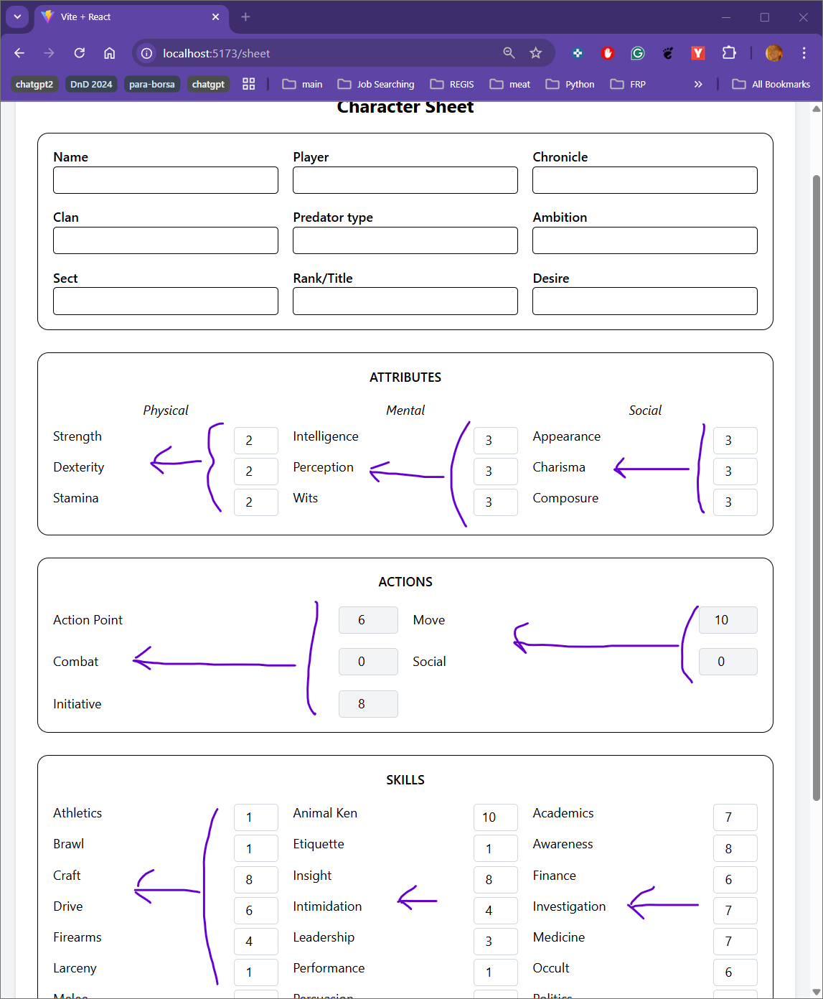 Vite + React
localhost:5173/sheet
chatgpt2 DnD 2024 para-borsa chatgpt main Job Searching REGIS meat Python FRP » All Bookmarks
Character Sheet
Name Player Chronicle
Clan Predator type Ambition
Sect Rank/Title Desire
ATTRIBUTES
Physical Mental Social
Strength 2 Intelligence 3 Appearance 3
Dexterity 2 Perception 3 Charisma 3
Stamina 2 Wits 3 Composure 3
ACTIONS
Action Point 6 Move 10
Combat 0 Social 0
Initiative 8
SKILLS
Athletics 1 Animal Ken 10 Academics 7
Brawl 1 Etiquette 1 Awareness 8
Craft 8 Insight 8 Finance 6
Drive 6 Intimidation 4 Investigation 7
Firearms 4 Leadership 3 Medicine 7
Larceny 1 Performance 1 Occult 6
Melee Persuasion Politics